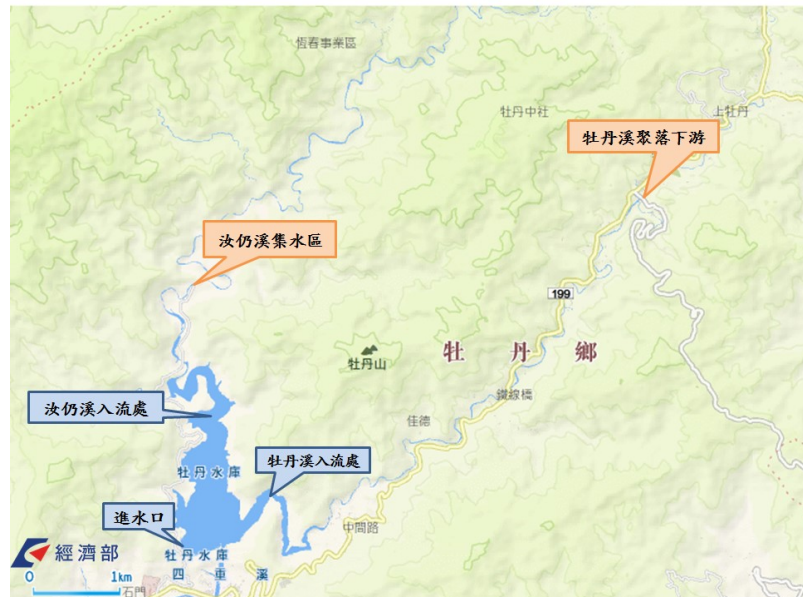 恆春事業區
牡丹中社
上牡丹
牡丹溪聚落下游
汝仍溪集水區
199
牡丹鄉
牡丹山
鐵線橋
汝仍溪入流處
佳德
牡丹溪入流處
牡丹水庫
進水口
中間路
經濟部
牡丹水庫
四重溪
0 1km
石門